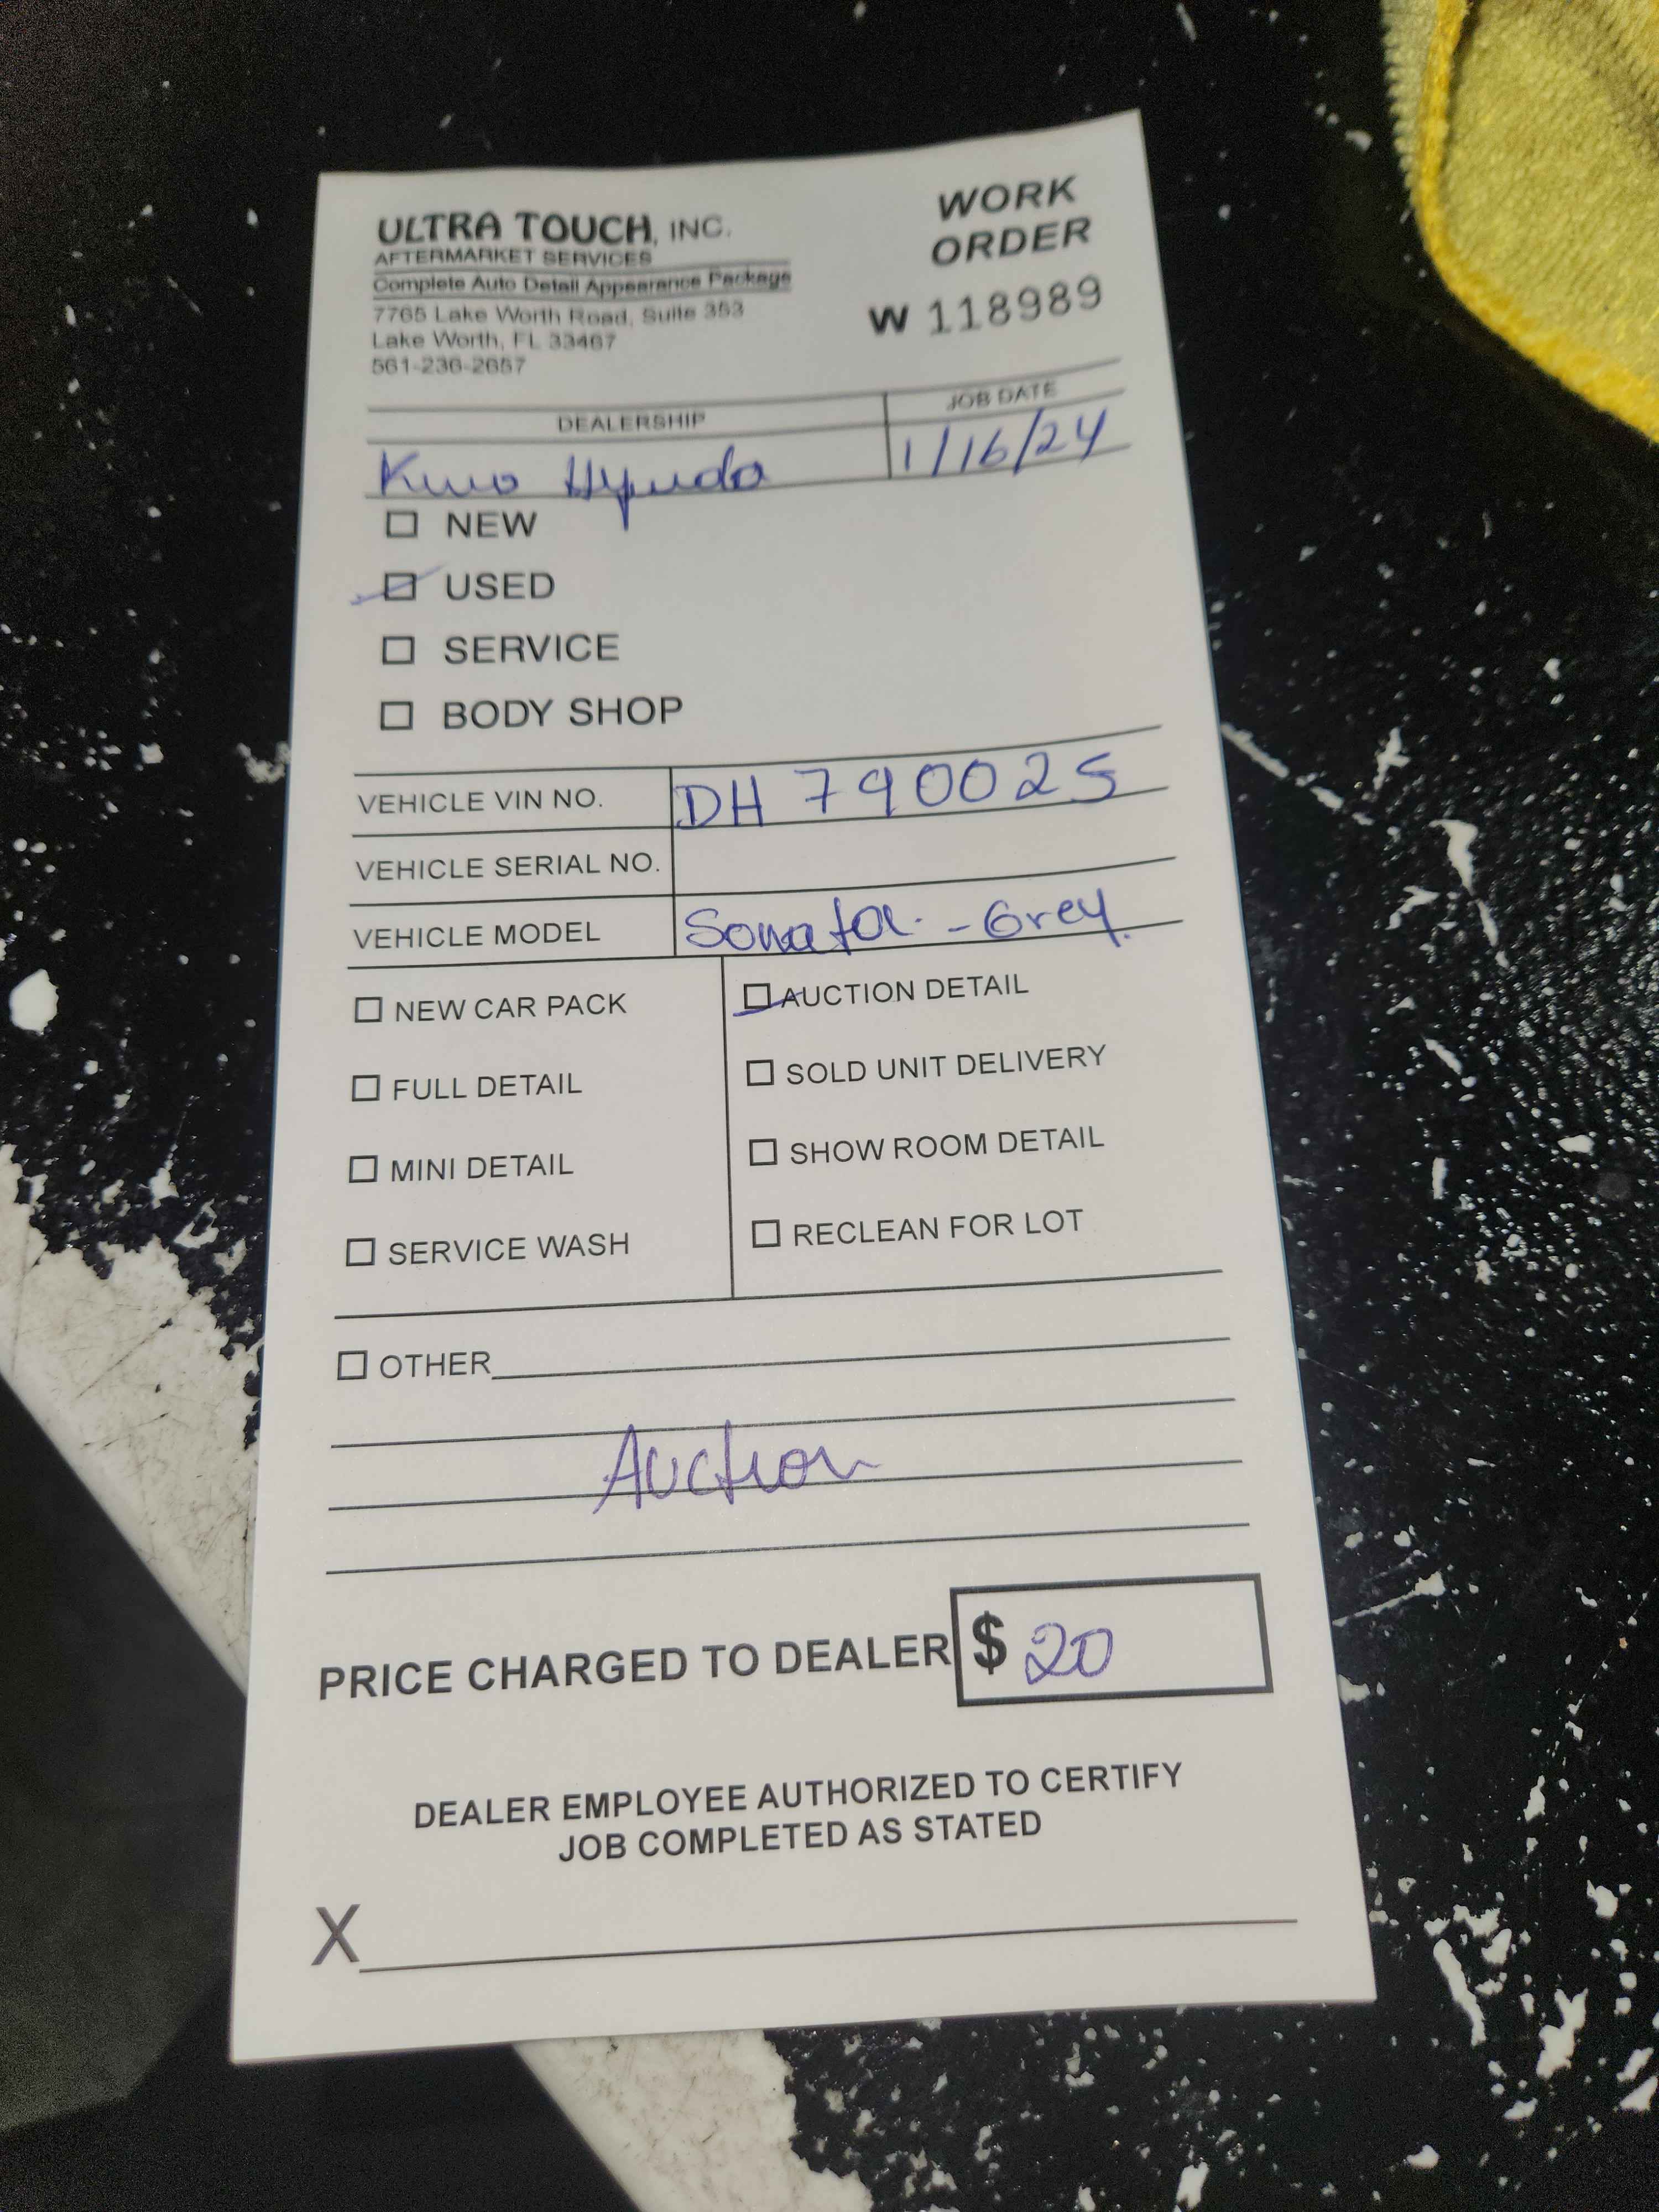 ULTRA TOUCH, INC.
AFTERMARKET SERVICES
Complete Auto Detail Appearance Package
7765 Lake Worth Road, Suite 353
Lake Worth, FL 33467
561-236-2657
WORK
ORDER
W 118989
DEALERSHIP
JOB DATE
1/16/24
NEW
USED
SERVICE
BODY SHOP
VEHICLE VIN NO. DH 790025
VEHICLE SERIAL NO.
VEHICLE MODEL Sonata - Grey
NEW CAR PACK
FULL DETAIL
MINI DETAIL
SERVICE WASH
AUCTION DETAIL
SOLD UNIT DELIVERY
SHOW ROOM DETAIL
RECLEAN FOR LOT
OTHER
Auction
PRICE CHARGED TO DEALER $ 20
DEALER EMPLOYEE AUTHORIZED TO CERTIFY
JOB COMPLETED AS STATED
X